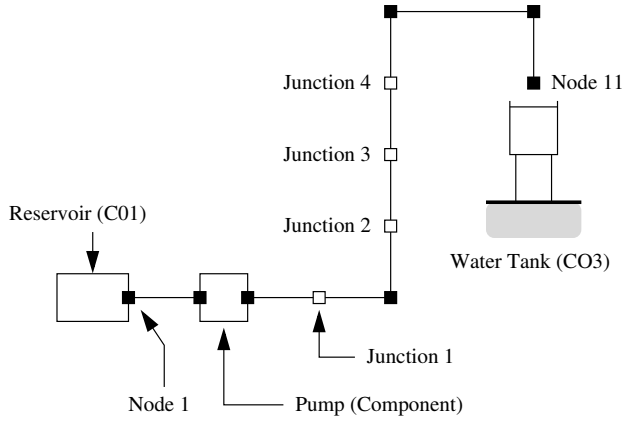 Junction 4
Node 11
Junction 3
Reservoir (C01)
Junction 2
Water Tank (CO3)
Junction 1
Node 1
Pump (Component)